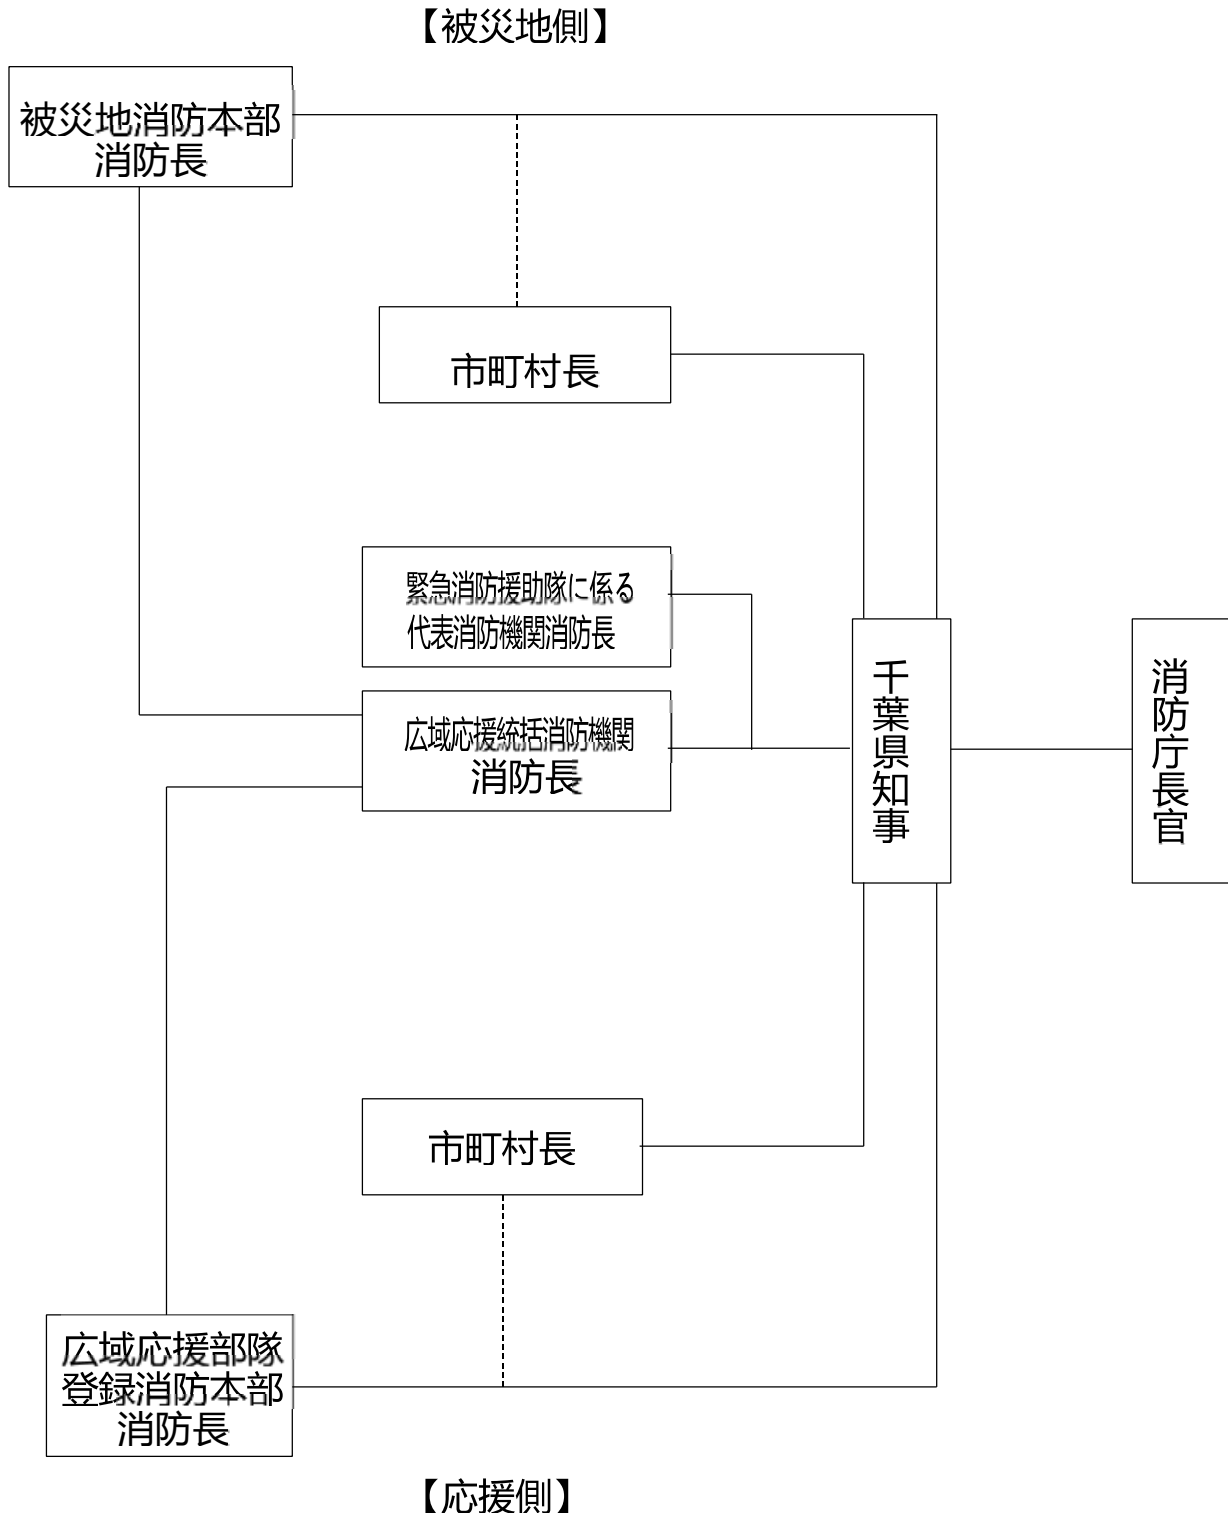 【被災地側】
被災地消防本部
消防長
市町村長
緊急消防援助隊に係る
代表消防機関消防長
広域応援統括消防機関
消防長
千葉県知事
消防庁長官
市町村長
広域応援部隊
登録消防本部
消防長
【応援側】